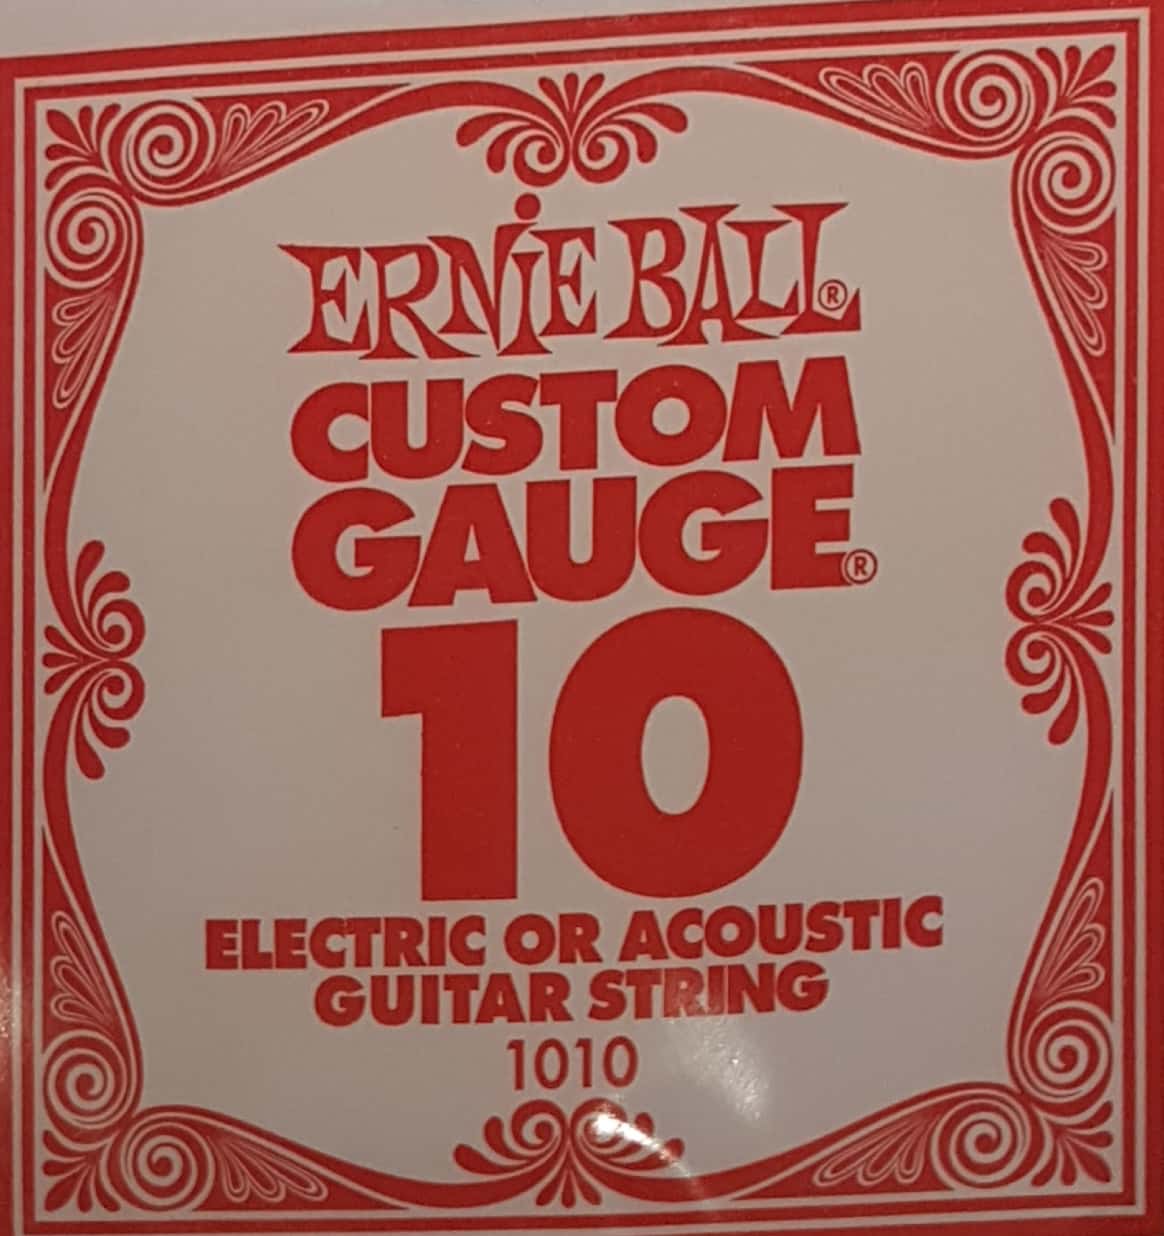 ERNiE BALL®
CUSTOM
GAUGE®
10
ELECTRIC OR ACOUSTIC
GUITAR STRING
1010